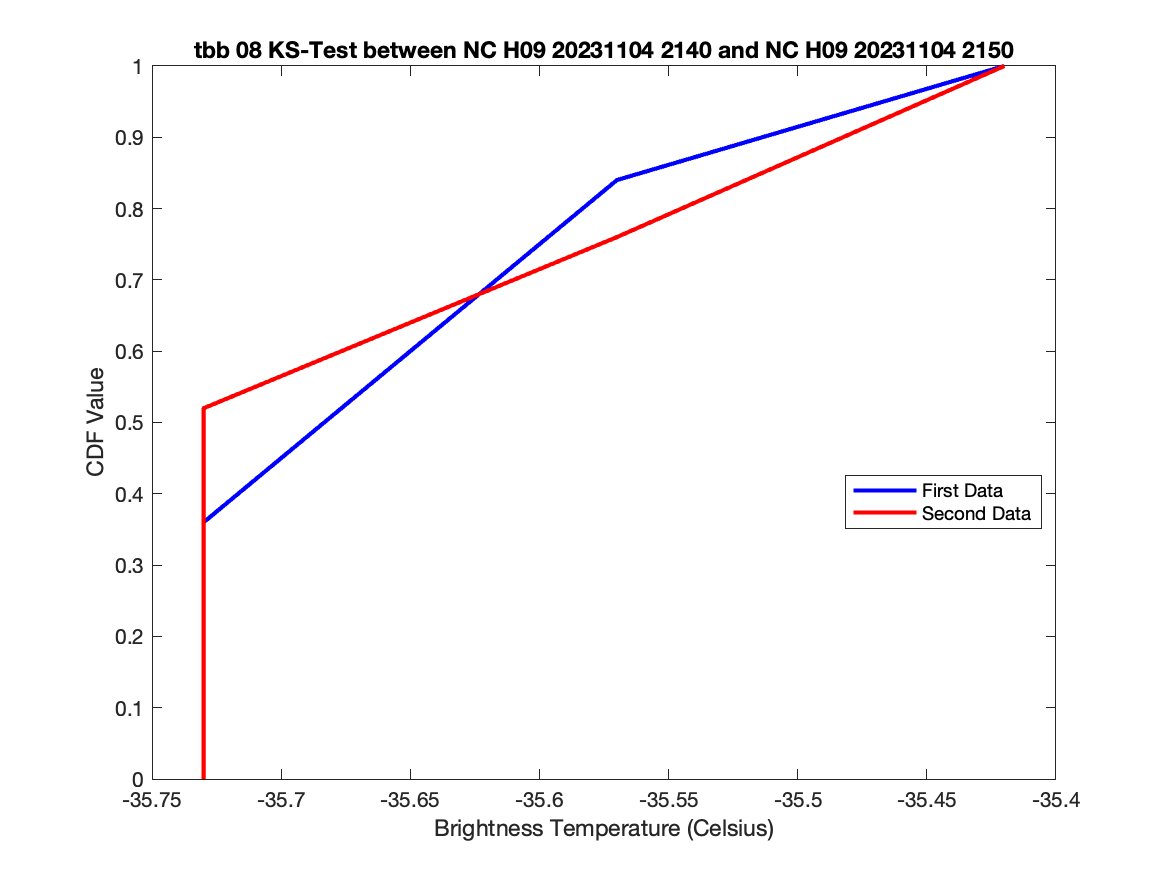 tbb 08 KS-Test between NC H09 20231104 2140 and NC H09 20231104 2150
1
0.9
0.8
0.7
0.6
0.5
0.4
0.3
0.2
0.1
0
CDF Value
First Data
Second Data
-35.75 -35.7 -35.65 -35.6 -35.55 -35.5 -35.45 -35.4
Brightness Temperature (Celsius)